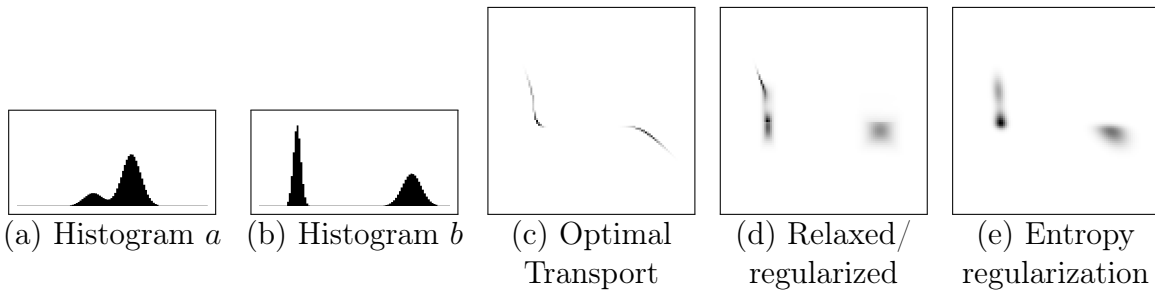 (a) Histogram a
(b) Histogram b
(c) Optimal
Transport
(d) Relaxed/
regularized
(e) Entropy
regularization